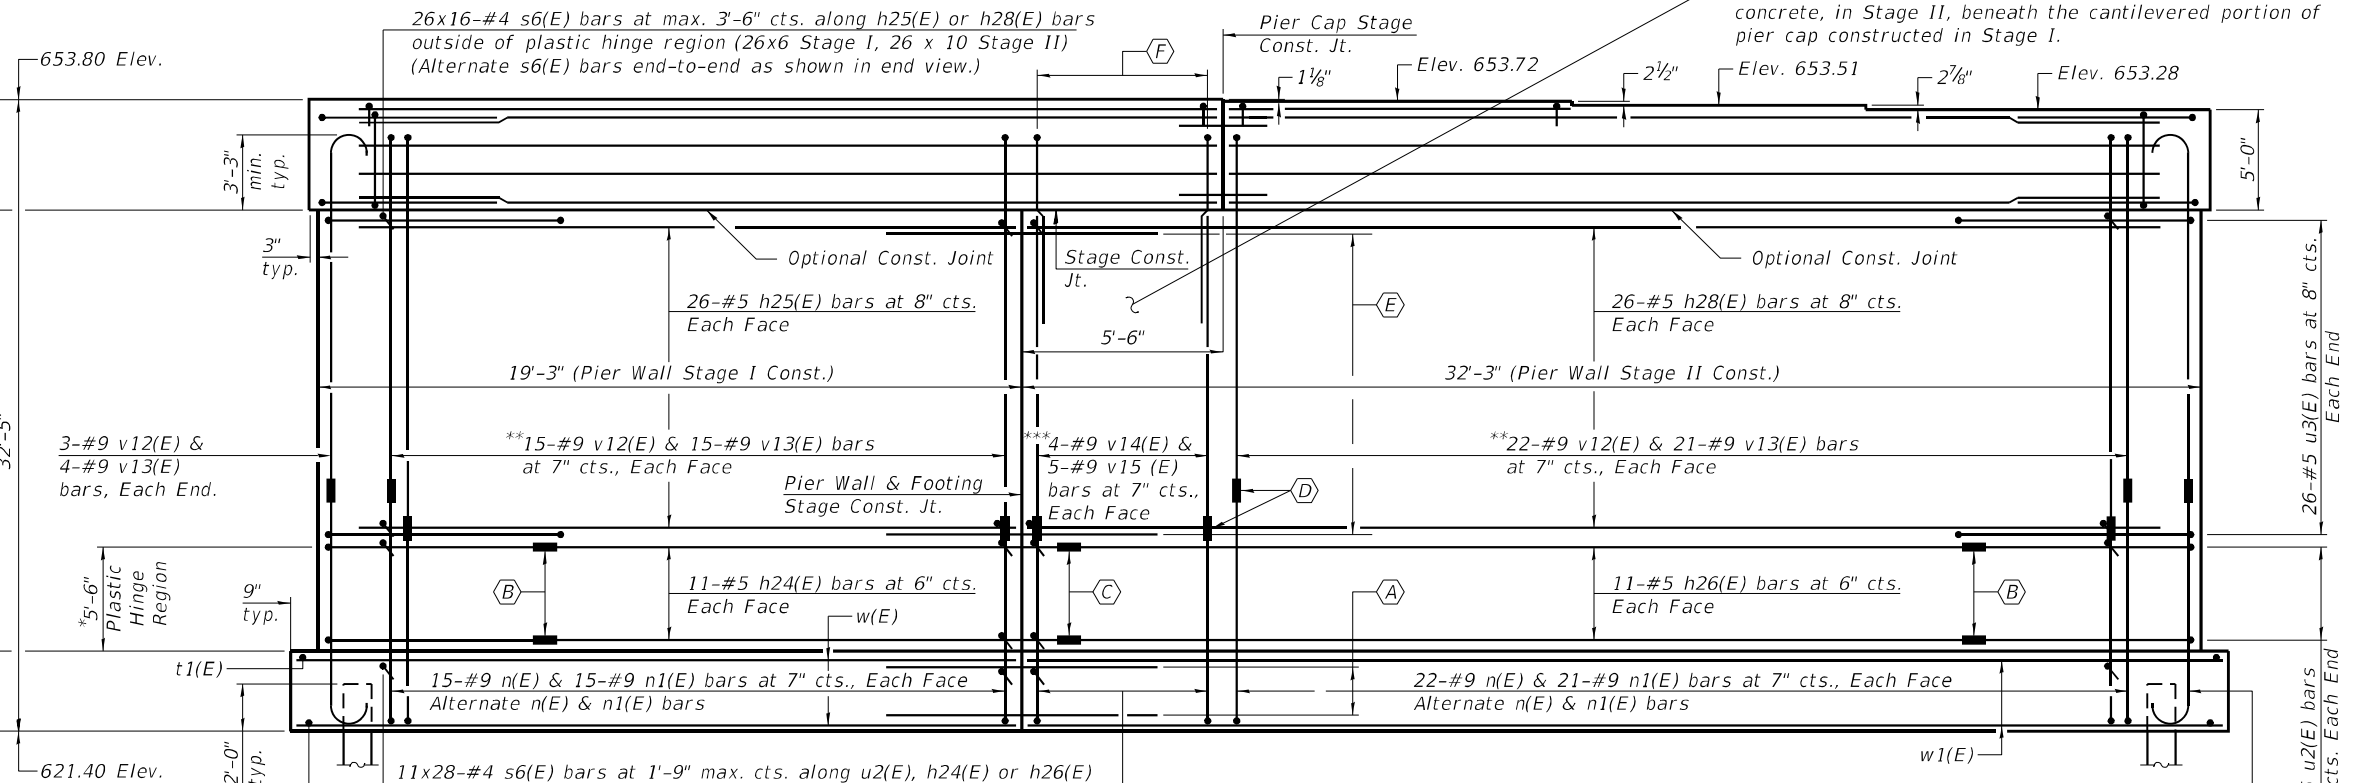 26x16-#4 s6(E) bars at max. 3'-6" cts. along h25(E) or h28(E) bars
outside of plastic hinge region (26x6 Stage I, 26 x 10 Stage II)
(Alternate s6(E) bars end-to-end as shown in end view.)
Pier Cap Stage
Const. Jt.
concrete, in Stage II, beneath the cantilevered portion of
pier cap constructed in Stage I.
653.80 Elev.
F
1⅛"
Elev. 653.72
2½"
Elev. 653.51
2⅞"
Elev. 653.28
3'-3"
min.
typ.
5'-0"
3"
typ.
Optional Const. Joint
Stage Const.
Jt.
Optional Const. Joint
26-#5 h25(E) bars at 8" cts.
Each Face
E
26-#5 h28(E) bars at 8" cts.
Each Face
5'-6"
19'-3" (Pier Wall Stage I Const.)
32'-3" (Pier Wall Stage II Const.)
26-#5 u3(E) bars at 8" cts.
Each End
32'-5"
3-#9 v12(E) &
4-#9 v13(E)
bars, Each End.
**15-#9 v12(E) & 15-#9 v13(E) bars
at 7" cts., Each Face
***4-#9 v14(E) &
5-#9 v15 (E)
bars at 7" cts.,
Each Face
**22-#9 v12(E) & 21-#9 v13(E) bars
at 7" cts., Each Face
Pier Wall & Footing
Stage Const. Jt.
D
*5'-6"
Plastic
Hinge
Region
9"
typ.
B
11-#5 h24(E) bars at 6" cts.
Each Face
C
A
11-#5 h26(E) bars at 6" cts.
Each Face
B
w(E)
t1(E)
15-#9 n(E) & 15-#9 n1(E) bars at 7" cts., Each Face
Alternate n(E) & n1(E) bars
22-#9 n(E) & 21-#9 n1(E) bars at 7" cts., Each Face
Alternate n(E) & n1(E) bars
w1(E)
u2(E) bars
cts. Each End
2'-0"
typ.
621.40 Elev.
11x28-#4 s6(E) bars at 1'-9" max. cts. along u2(E), h24(E) or h26(E)